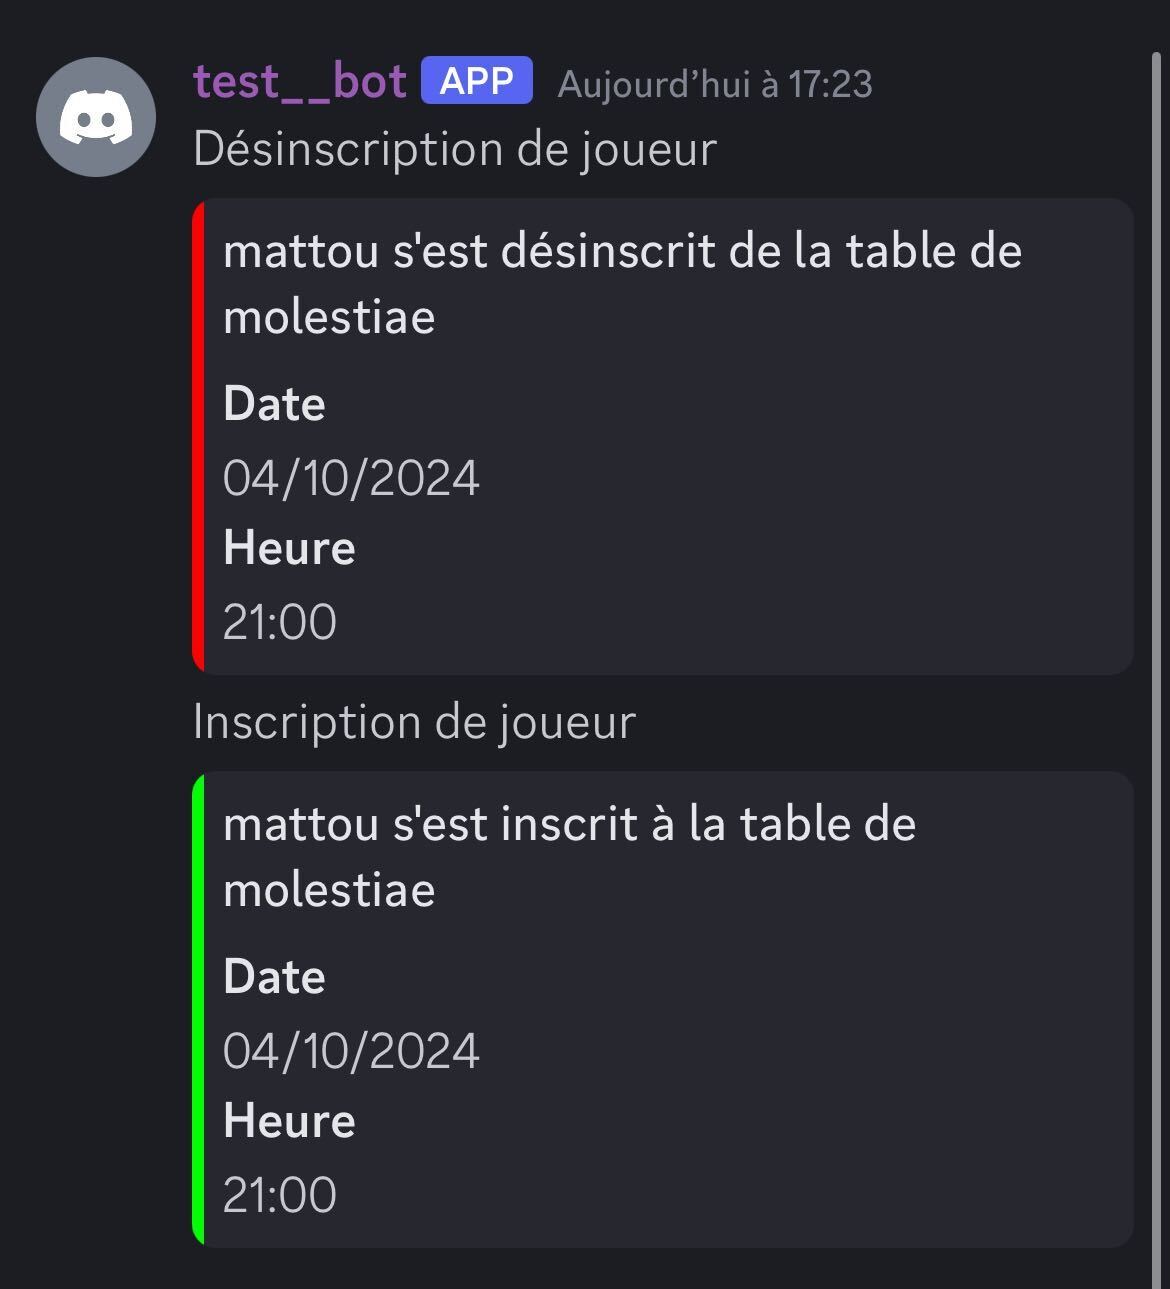 test__bot APP Aujourd’hui à 17:23
Désinscription de joueur
mattou s'est désinscrit de la table de
molestiae
Date
04/10/2024
Heure
21:00
Inscription de joueur
mattou s'est inscrit à la table de
molestiae
Date
04/10/2024
Heure
21:00